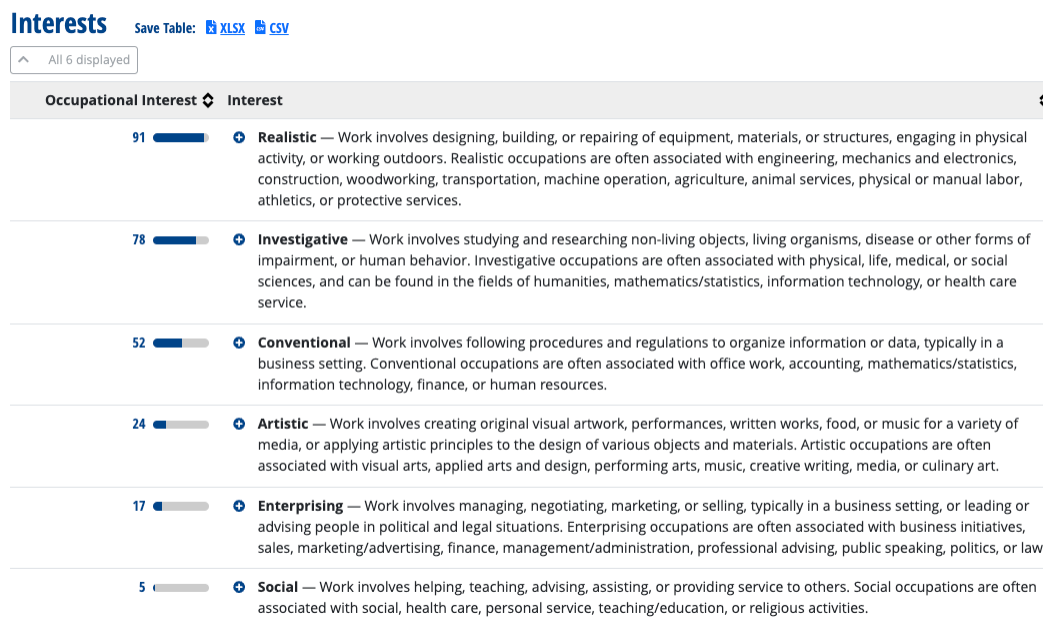 Interests Save Table: XLSX CSV
All 6 displayed
Occupational Interest Interest
91 Realistic — Work involves designing, building, or repairing of equipment, materials, or structures, engaging in physical
activity, or working outdoors. Realistic occupations are often associated with engineering, mechanics and electronics,
construction, woodworking, transportation, machine operation, agriculture, animal services, physical or manual labor,
athletics, or protective services.
78 Investigative — Work involves studying and researching non-living objects, living organisms, disease or other forms of
impairment, or human behavior. Investigative occupations are often associated with physical, life, medical, or social
sciences, and can be found in the fields of humanities, mathematics/statistics, information technology, or health care
service.
52 Conventional — Work involves following procedures and regulations to organize information or data, typically in a
business setting. Conventional occupations are often associated with office work, accounting, mathematics/statistics,
information technology, finance, or human resources.
24 Artistic — Work involves creating original visual artwork, performances, written works, food, or music for a variety of
media, or applying artistic principles to the design of various objects and materials. Artistic occupations are often
associated with visual arts, applied arts and design, performing arts, music, creative writing, media, or culinary art.
17 Enterprising — Work involves managing, negotiating, marketing, or selling, typically in a business setting, or leading or
advising people in political and legal situations. Enterprising occupations are often associated with business initiatives,
sales, marketing/advertising, finance, management/administration, professional advising, public speaking, politics, or law
5 Social — Work involves helping, teaching, advising, assisting, or providing service to others. Social occupations are often
associated with social, health care, personal service, teaching/education, or religious activities.